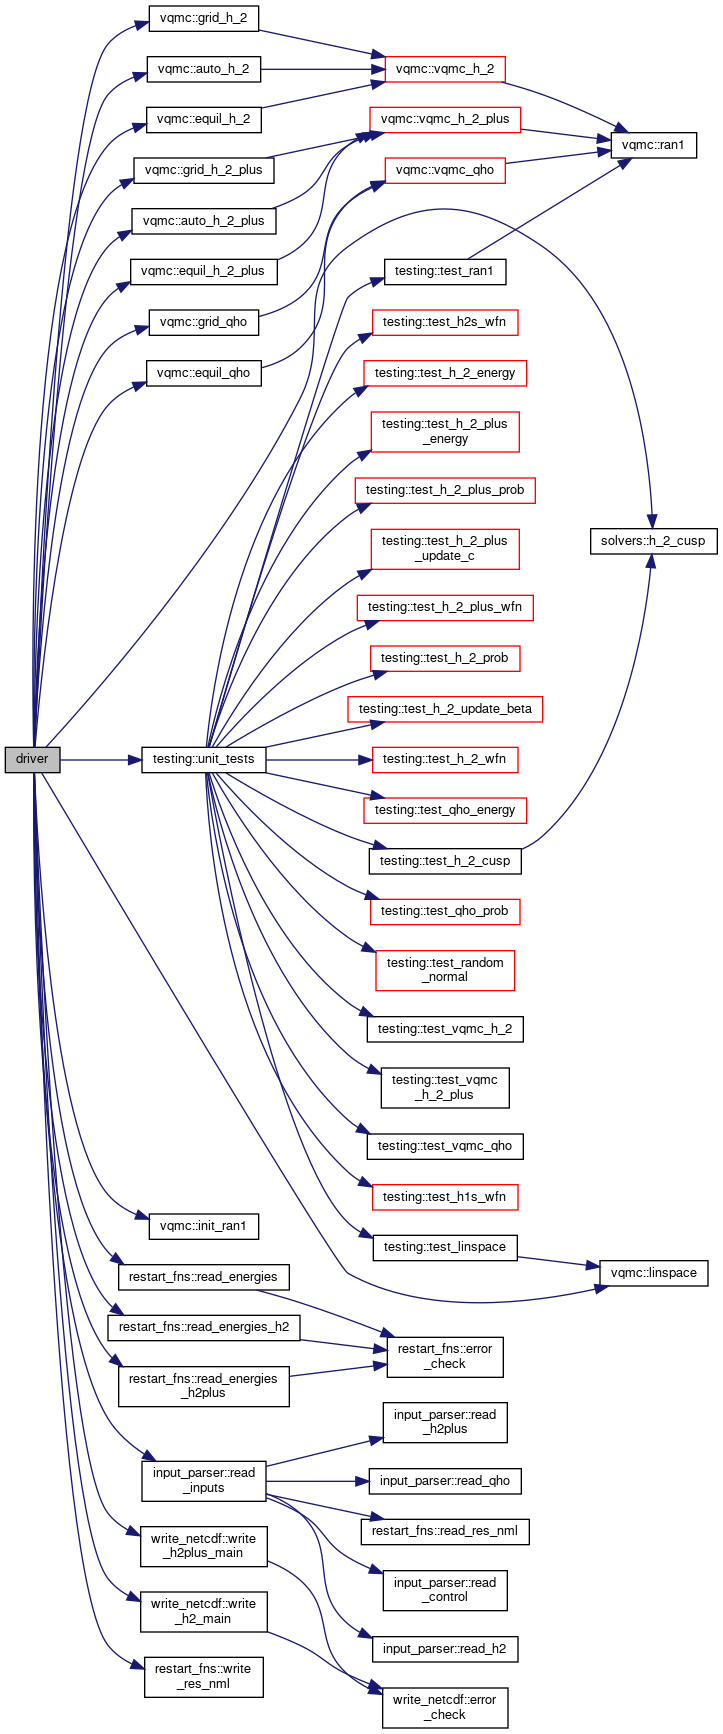 driver
vqmc::grid_h_2
vqmc::auto_h_2
vqmc::equil_h_2
vqmc::grid_h_2_plus
vqmc::auto_h_2_plus
vqmc::equil_h_2_plus
vqmc::grid_qho
vqmc::equil_qho
testing::unit_tests
vqmc::init_ran1
restart_fns::read_energies
restart_fns::read_energies_h2
restart_fns::read_energies
_h2plus
input_parser::read
_inputs
write_netcdf::write
_h2plus_main
write_netcdf::write
_h2_main
restart_fns::write
_res_nml
vqmc::vqmc_h_2
vqmc::vqmc_h_2_plus
vqmc::vqmc_qho
testing::test_ran1
testing::test_h2s_wfn
testing::test_h_2_energy
testing::test_h_2_plus
_energy
testing::test_h_2_plus_prob
testing::test_h_2_plus
_update_c
testing::test_h_2_plus_wfn
testing::test_h_2_prob
testing::test_h_2_update_beta
testing::test_h_2_wfn
testing::test_qho_energy
testing::test_h_2_cusp
testing::test_qho_prob
testing::test_random
_normal
testing::test_vqmc_h_2
testing::test_vqmc
_h_2_plus
testing::test_vqmc_qho
testing::test_h1s_wfn
testing::test_linspace
restart_fns::error
_check
input_parser::read
_h2plus
input_parser::read_qho
restart_fns::read_res_nml
input_parser::read
_control
input_parser::read_h2
write_netcdf::error
_check
vqmc::ran1
solvers::h_2_cusp
vqmc::linspace